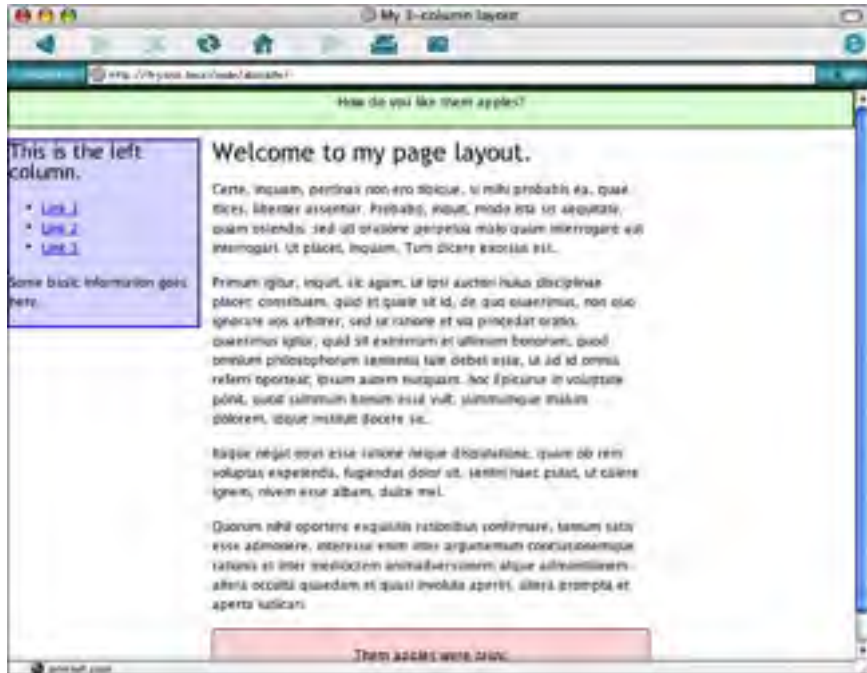 My 3-column layout
How do you like them apples?
This is the left
column.
Link 1
Link 2
Link 3
Some basic information goes
here.
Welcome to my page layout.
Certe, inquam, pertinax non ero tibique, si mihi probabis ea, quae
dices, libenter assentiar. Probabo, inquit, modo ista sis aequitate,
quam ostendis. sed uti oratione perpetua malo quam interrogare aut
interrogari. Ut placet, inquam. Tum dicere exorsus est.
Primum igitur, inquit, sic agam, ut ipsi auctori huius disciplinae
placet: constituam, quid et quale sit id, de quo quaerimus, non quo
ignorare vos arbitrer, sed ut ratione et via procedat oratio.
quaerimus igitur, quid sit extremum et ultimum bonorum, quod
omnium philosophorum sententia tale debet esse, ut ad id omnia
referri oporteat, ipsum autem nusquam. hoc Epicurus in voluptate
ponit, quod summum bonum esse vult, summumque malum
dolorem, idque instituit docere sic.
Itaque negat opus esse ratione neque disputatione, quam ob rem
voluptas expetenda, fugiendus dolor sit. sentiri haec putat, ut calere
ignem, nivem esse albam, dulce mel.
Quorum nihil oportere exquisitis rationibus confirmare, tantum satis
esse admonere. interesse enim inter argumentum conclusionemque
rationis et inter mediocrem animadversionem atque admonitionem.
altera occulta quaedam et quasi involuta aperiri, altera prompta et
aperta iudicari.
Them apples were